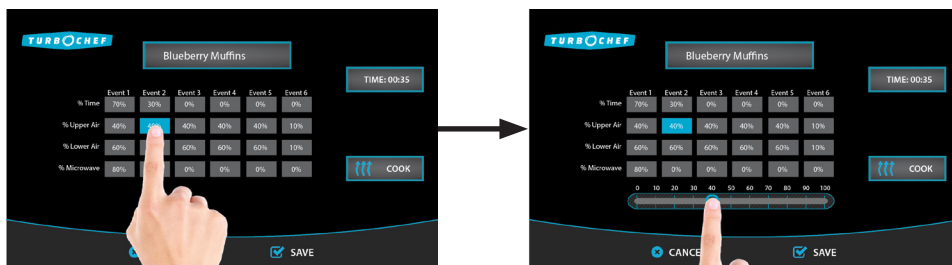 TURBOCHEF
Blueberry Muffins
TIME: 00:35
Event 1 Event 2 Event 3 Event 4 Event 5 Event 6
% Time 70% 30% 0% 0% 0% 0%
% Upper Air 40% 40% 40% 40% 40% 10%
% Lower Air 60% 60% 60% 60% 10%
% Microwave 80% 0% 0% 0% 0%
COOK
SAVE
TURBOCHEF
Blueberry Muffins
TIME: 00:35
Event 1 Event 2 Event 3 Event 4 Event 5 Event 6
% Time 70% 30% 0% 0% 0% 0%
% Upper Air 40% 40% 40% 40% 40% 10%
% Lower Air 60% 60% 60% 60% 60% 10%
% Microwave 80% 0% 0% 0% 0% 0%
COOK
0 10 20 30 40 50 60 70 80 90 100
CANCE SAVE